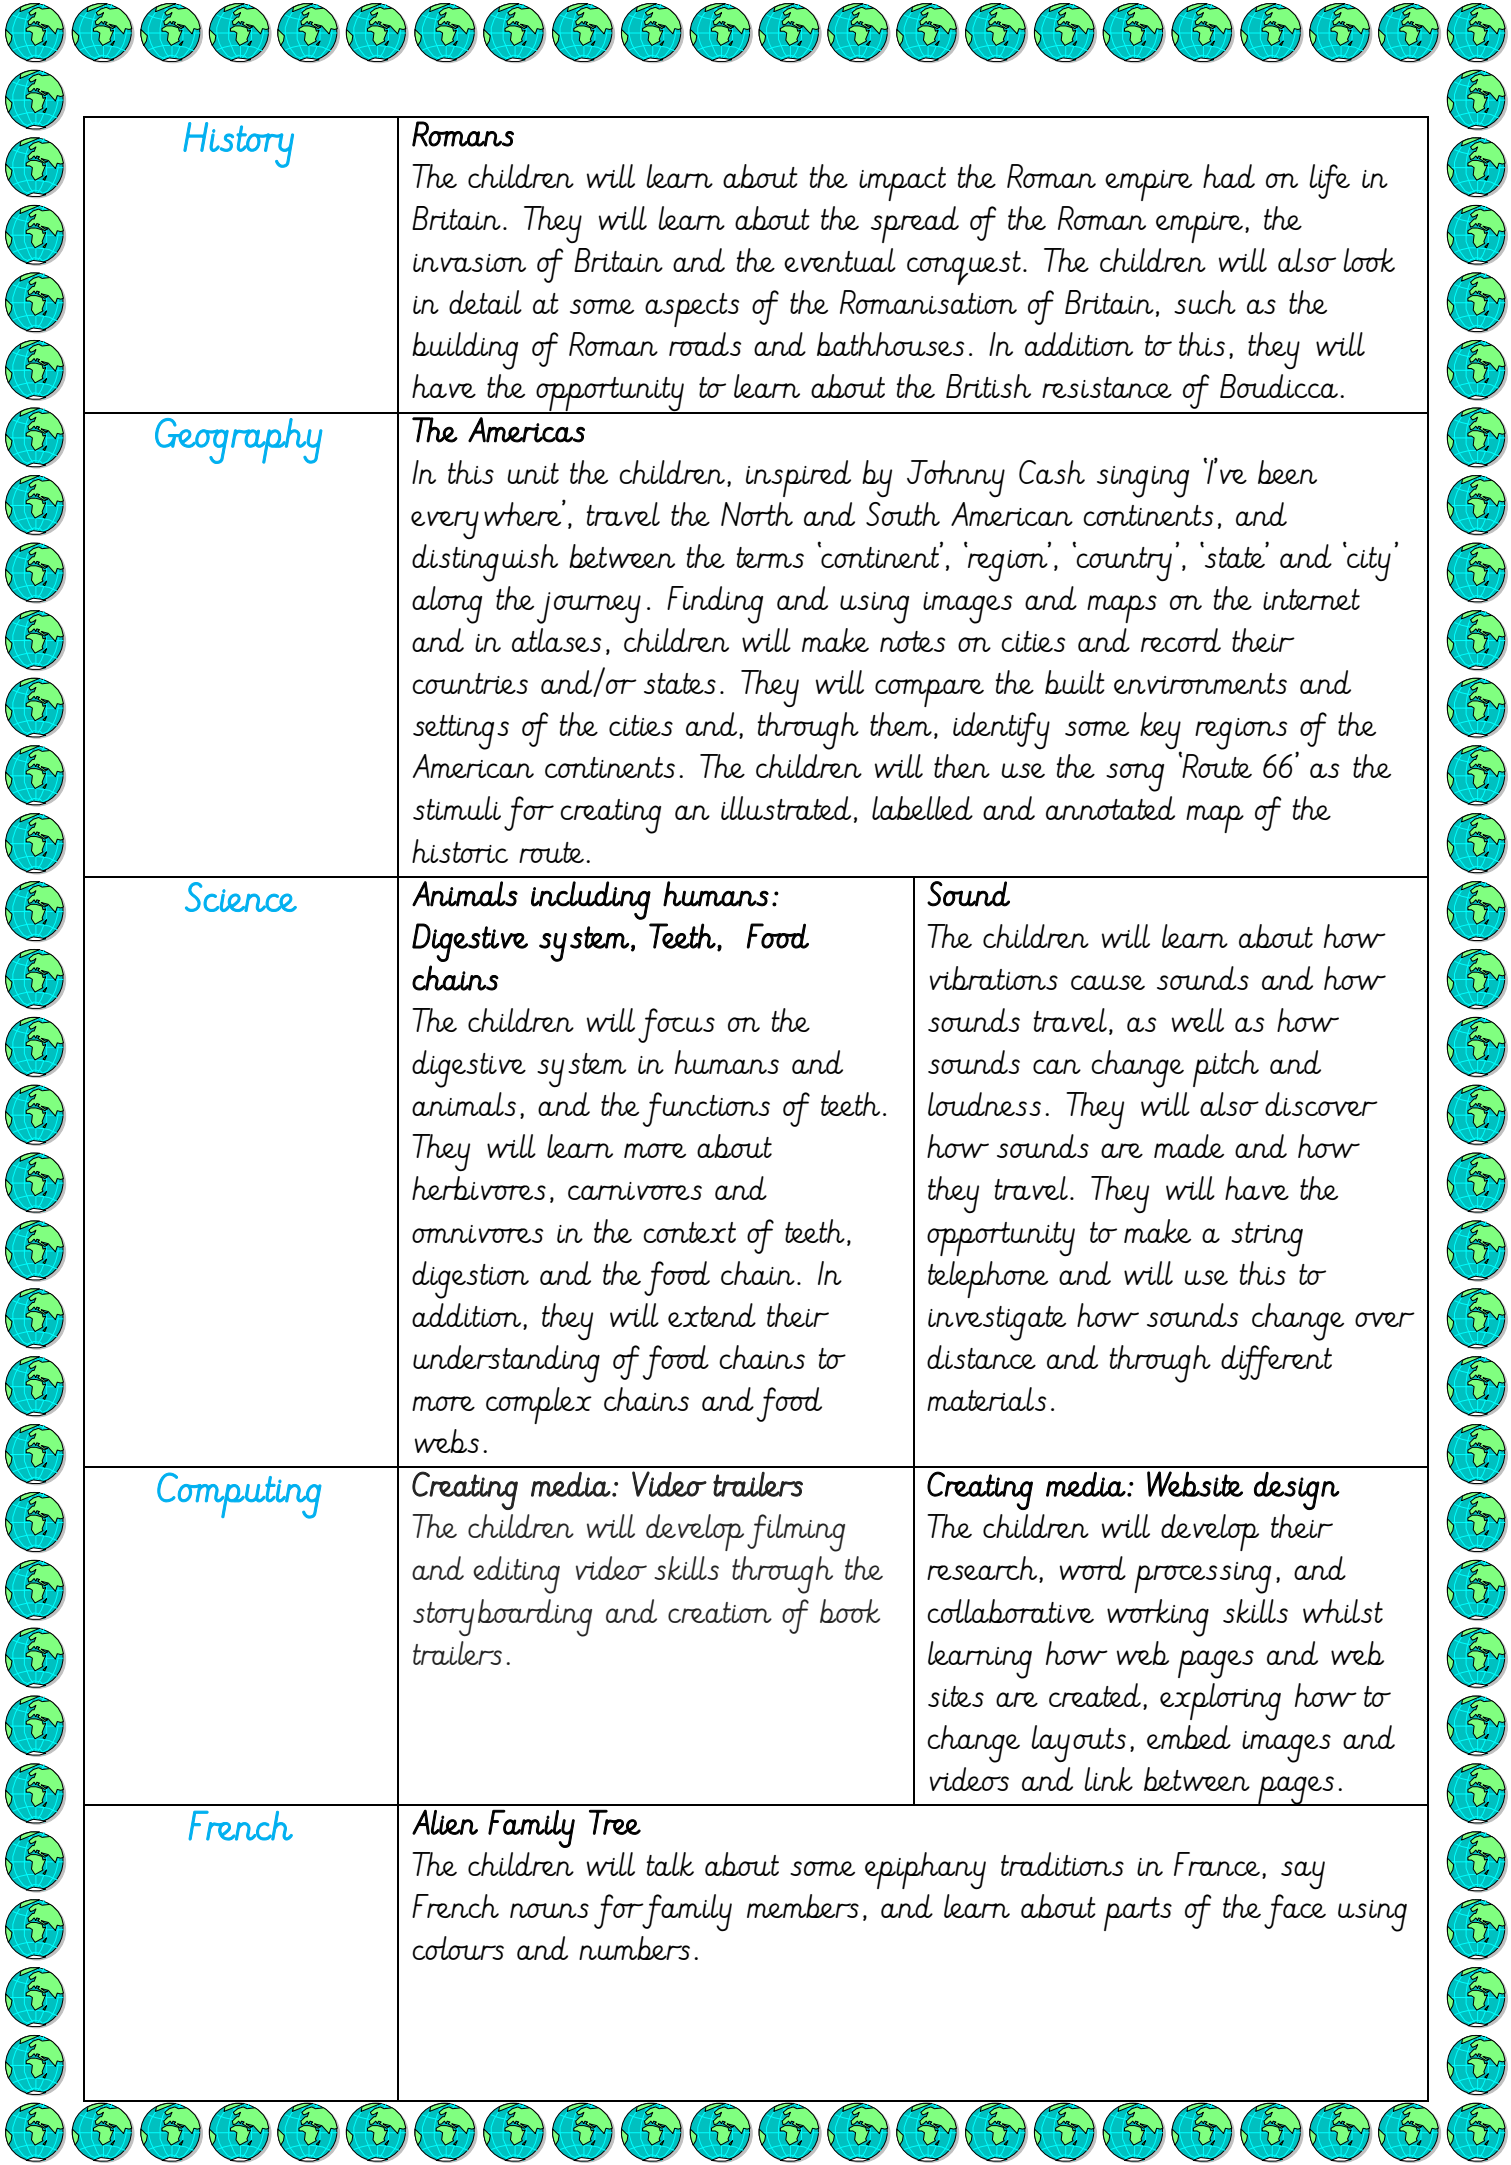 History
Romans
The children will learn about the impact the Roman empire had on life in
Britain. They will learn about the spread of the Roman empire, the
invasion of Britain and the eventual conquest. The children will also look
in detail at some aspects of the Romanisation of Britain, such as the
building of Roman roads and bathhouses. In addition to this, they will
have the opportunity to learn about the British resistance of Boudicca.
Geography
The Americas
In this unit the children, inspired by Johnny Cash singing ‘I’ve been
everywhere’, travel the North and South American continents, and
distinguish between the terms ‘continent’, ‘region’, ‘country’, ‘state’ and ‘city’
along the journey. Finding and using images and maps on the internet
and in atlases, children will make notes on cities and record their
countries and/or states. They will compare the built environments and
settings of the cities and, through them, identify some key regions of the
American continents. The children will then use the song ‘Route 66’ as the
stimuli for creating an illustrated, labelled and annotated map of the
historic route.
Science
Animals including humans:
Digestive system, Teeth, Food
chains
The children will focus on the
digestive system in humans and
animals, and the functions of teeth.
They will learn more about
herbivores, carnivores and
omnivores in the context of teeth,
digestion and the food chain. In
addition, they will extend their
understanding of food chains to
more complex chains and food
webs.
Sound
The children will learn about how
vibrations cause sounds and how
sounds travel, as well as how
sounds can change pitch and
loudness. They will also discover
how sounds are made and how
they travel. They will have the
opportunity to make a string
telephone and will use this to
investigate how sounds change over
distance and through different
materials.
Computing
Creating media: Video trailers
The children will develop filming
and editing video skills through the
storyboarding and creation of book
trailers.
Creating media: Website design
The children will develop their
research, word processing, and
collaborative working skills whilst
learning how web pages and web
sites are created, exploring how to
change layouts, embed images and
videos and link between pages.
French
Alien Family Tree
The children will talk about some epiphany traditions in France, say
French nouns for family members, and learn about parts of the face using
colours and numbers.